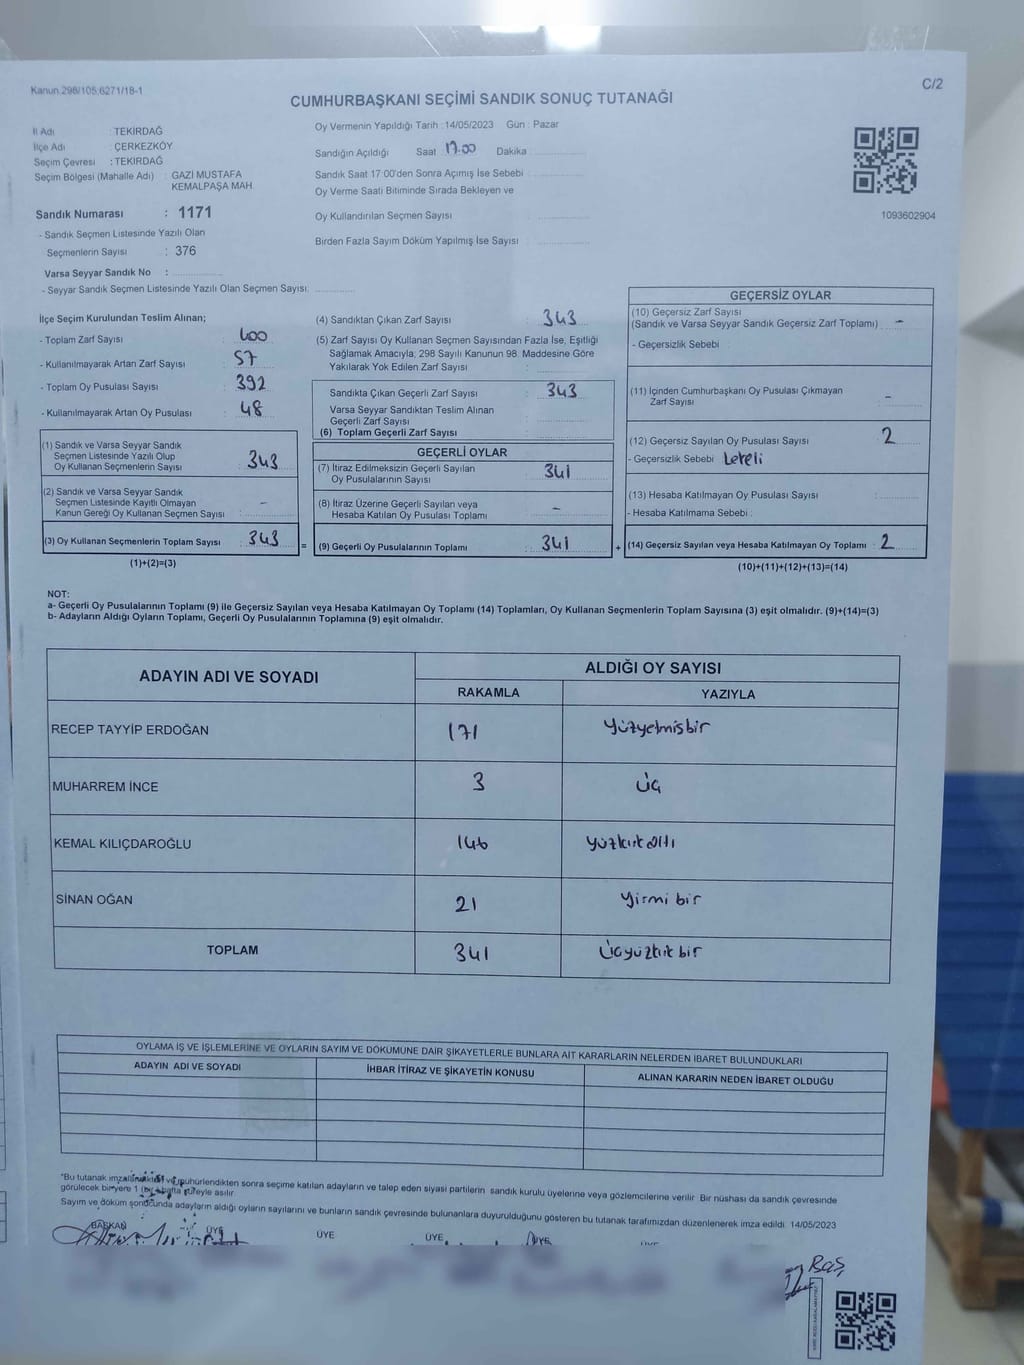 Kanun.298/105;6271/18-1
C/2
CUMHURBAŞKANI SEÇİMİ SANDIK SONUÇ TUTANAĞI
İl Adı : TEKİRDAĞ
İlçe Adı : ÇERKEZKÖY
Seçim Çevresi : TEKİRDAĞ
Seçim Bölgesi (Mahalle Adı) : GAZİ MUSTAFA
KEMALPAŞA MAH.
Sandık Numarası : 1171
- Sandık Seçmen Listesinde Yazılı Olan
Seçmenlerin Sayısı : 376
Varsa Seyyar Sandık No :
- Seyyar Sandık Seçmen Listesinde Yazılı Olan Seçmen Sayısı:
Oy Vermenin Yapıldığı Tarih : 14/05/2023 Gün : Pazar
Sandığın Açıldığı Saat 17.00 Dakika
Sandık Saat 17:00'den Sonra Açımış İse Sebebi
Oy Verme Saati Bitiminde Sırada Bekleyen ve
Oy Kullandırılan Seçmen Sayısı :
Birden Fazla Sayım Döküm Yapılmış İse Sayısı :
1093602904
İlçe Seçim Kurulundan Teslim Alınan;
- Toplam Zarf Sayısı : 400
- Kullanılmayarak Artan Zarf Sayısı : 57
- Toplam Oy Pusulası Sayısı : 392
- Kullanılmayarak Artan Oy Pusulası : 48
(1) Sandık ve Varsa Seyyar Sandık
Seçmen Listesinde Yazılı Olup
Oy Kullanan Seçmenlerin Sayısı : 343
(2) Sandık ve Varsa Seyyar Sandık
Seçmen Listesinde Kayıtlı Olmayan
Kanun Gereği Oy Kullanan Seçmen Sayısı : -
(3) Oy Kullanan Seçmenlerin Toplam Sayısı : 343
(1)+(2)=(3)
(4) Sandıktan Çıkan Zarf Sayısı : 343
(5) Zarf Sayısı Oy Kullanan Seçmen Sayısından Fazla İse, Eşitliği
Sağlamak Amacıyla; 298 Sayılı Kanunun 98. Maddesine Göre
Yakılarak Yok Edilen Zarf Sayısı :
Sandıkta Çıkan Geçerli Zarf Sayısı : 343
Varsa Seyyar Sandıktan Teslim Alınan
Geçerli Zarf Sayısı :
(6) Toplam Geçerli Zarf Sayısı :
GEÇERLİ OYLAR
(7) İtiraz Edilmeksizin Geçerli Sayılan
Oy Pusulasının Sayısı : 341
(8) İtiraz Üzerine Geçerli Sayılan veya
Hesaba Katılan Oy Pusulası Toplamı : -
= (9) Geçerli Oy Pusulalarının Toplamı : 341
GEÇERSİZ OYLAR
(10) Geçersiz Zarf Sayısı
(Sandık ve Varsa Seyyar Sandık Geçersiz Zarf Toplamı) : -
- Geçersizlik Sebebi :
(11) İçinden Cumhurbaşkanı Oy Pusulası Çıkmayan
Zarf Sayısı : -
(12) Geçersiz Sayılan Oy Pusulası Sayısı : 2
- Geçersizlik Sebebi : Lekeli
(13) Hesaba Katılmayan Oy Pusulası Sayısı :
- Hesaba Katılmama Sebebi :
+ (14) Geçersiz Sayılan veya Hesaba Katılmayan Oy Toplamı : 2
(10)+(11)+(12)+(13)=(14)
NOT:
a- Geçerli Oy Pusulalarının Toplamı (9) ile Geçersiz Sayılan veya Hesaba Katılmayan Oy Toplamı (14) Toplamları, Oy Kullanan Seçmenlerin Toplam Sayısına (3) eşit olmalıdır. (9)+(14)=(3)
b- Adayların Aldığı Oyların Toplamı, Geçerli Oy Pusulalarının Toplamına (9) eşit olmalıdır.
ADAYIN ADI VE SOYADI ALDIĞI OY SAYISI
RAKAMLA YAZIYLA
RECEP TAYYİP ERDOĞAN 171 Yüzyetmişbir
MUHARREM İNCE 3 Üç
KEMAL KILIÇDAROĞLU 146 yüzkırkaltı
SİNAN OĞAN 21 yirmi bir
TOPLAM 341 Üçyüzkırk bir
OYLAMA İŞ VE İŞLEMLERİNE VE OYLARIN SAYIM VE DÖKÜMÜNE DAİR ŞİKAYETLERLE BUNLARA AİT KARARLARIN NELERDEN İBARET BULUNDUKLARI
ADAYIN ADI VE SOYADI İHBAR İTİRAZ VE ŞİKAYETİN KONUSU ALINAN KARARIN NEDEN İBARET OLDUĞU
*Bu tutanak imzalandıktan ve mühürlendikten sonra seçime katılan adayların ve talep eden siyasi partilerin sandık kurulu üyelerine veya gözlemcilerine verilir. Bir nüshası da sandık çevresinde
görülecek bir yere 1 (bir) hafta süreyle asılır.
Sayım ve döküm sonucunda adayların aldığı oyların sayılarını ve bunların sandık çevresinde bulunanlara duyurulduğunu gösteren bu tutanak tarafımızdan düzenlenerek imza edildi. 14/05/2023
BAŞKAN ÜYE ÜYE ÜYE ÜYE ÜYE
Baş